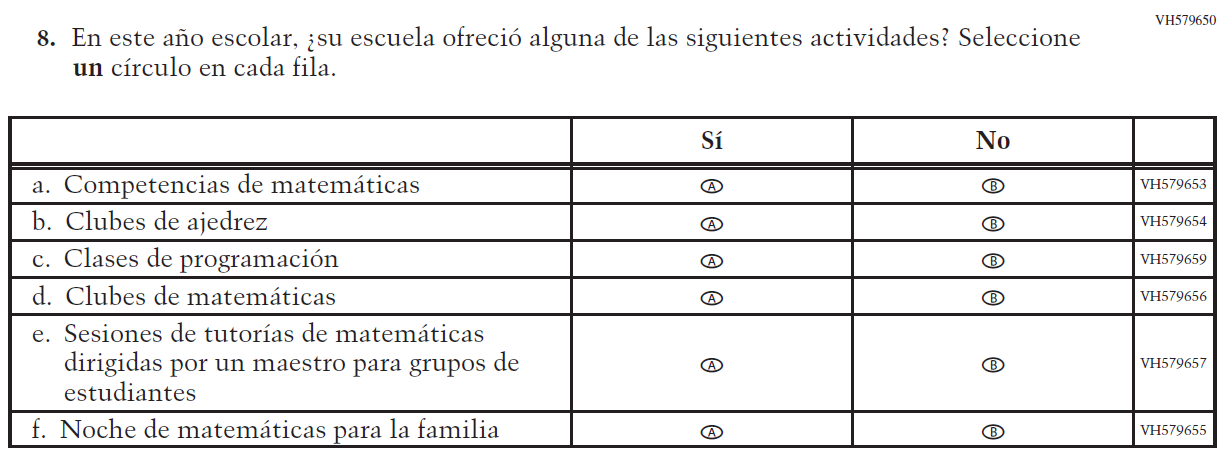 VH579650
8. En este año escolar, ¿su escuela ofreció alguna de las siguientes actividades? Seleccione
un círculo en cada fila.
Sí No
a. Competencias de matemáticas A B VH579653
b. Clubes de ajedrez A B VH579654
c. Clases de programación A B VH579659
d. Clubes de matemáticas A B VH579656
e. Sesiones de tutorías de matemáticas
dirigidas por un maestro para grupos de A B VH579657
estudiantes
f. Noche de matemáticas para la familia A B VH579655